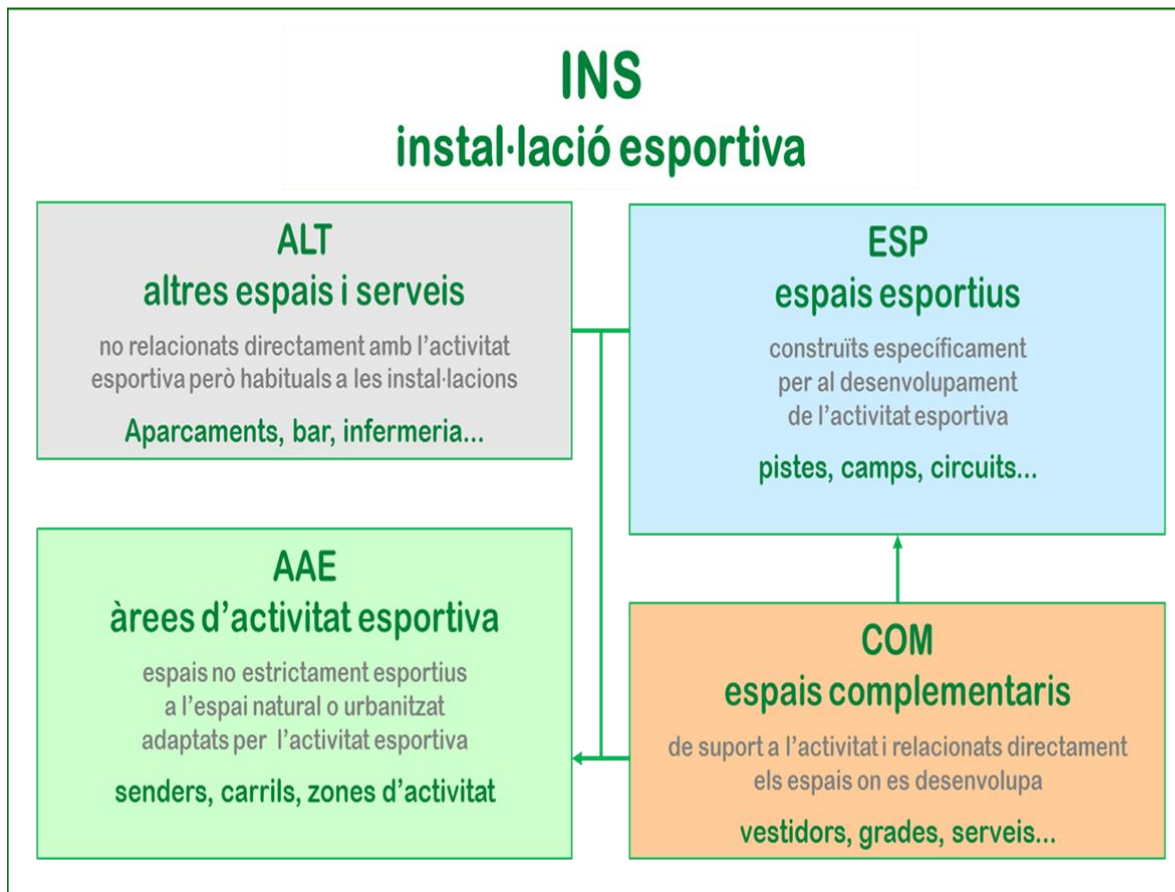 INS
instal·lació esportiva
ALT
altres espais i serveis
no relacionats directament amb l'activitat
esportiva però habituals a les instal·lacions
Aparcaments, bar, infermeria...
ESP
espais esportius
construïts específicament
per al desenvolupament
de l'activitat esportiva
pistes, camps, circuits...
AAE
àrees d'activitat esportiva
espais no estrictament esportius
a l'espai natural o urbanitzat
adaptats per l'activitat esportiva
senders, carrils, zones d'activitat
COM
espais complementaris
de suport a l'activitat i relacionats directament
els espais on es desenvolupa
vestidors, grades, serveis...